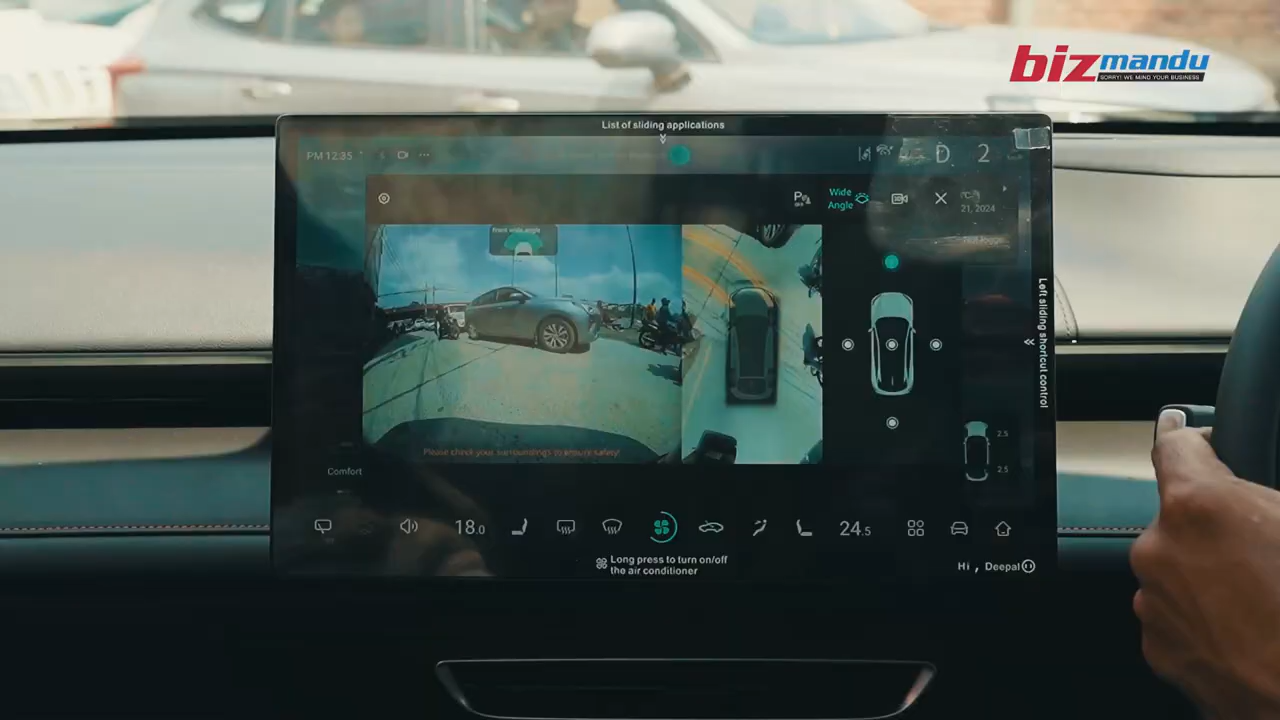 bizmandu
SORRY! WE MIND YOUR BUSINESS
List of sliding applications
PM 12:35
D
2
Wide
Angle
3D
21, 2024
Front wide angle
Left sliding shortcut control
Please check your surroundings to ensure safety!
2.5
2.5
Comfort
18.0
24.5
Long press to turn on/off
the air conditioner
Hi , Deepal